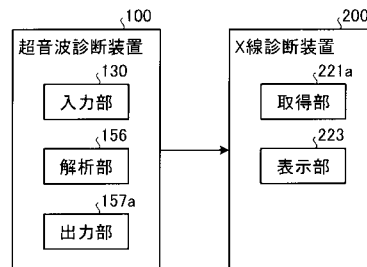 100
超音波診断装置
130
入力部
156
解析部
157a
出力部
200
X線診断装置
221a
取得部
223
表示部